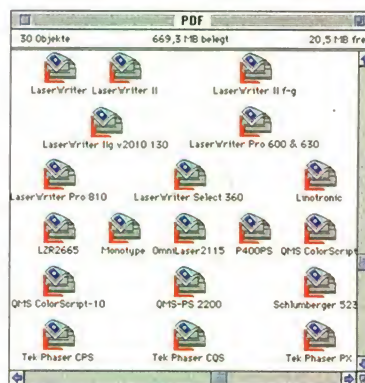 PDF
30 Objekte 669,3 MB belegt 20,5 MB fre
LaserWriter LaserWriter II LaserWriter II f-g
LaserWriter IIg v2010 130 LaserWriter Pro 600 & 630
LaserWriter Pro 810 LaserWriter Select 360 Linotronic
LZR2665 Monotype OmniLaser2115 P400PS QMS ColorScript
QMS ColorScript-10 QMS-PS 2200 Schlumberger 523
Tek Phaser CPS Tek Phaser CQS Tek Phaser PX